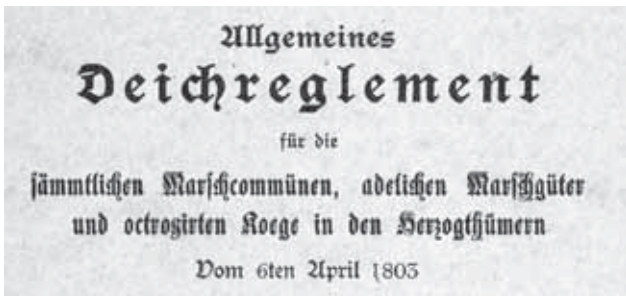 Allgemeines
Deichreglement
für die
sämmtlichen Marschcommünen, adelichen Marschgüter
und octroyirten Koege in den Herzogthümern
Vom 6ten April 1803